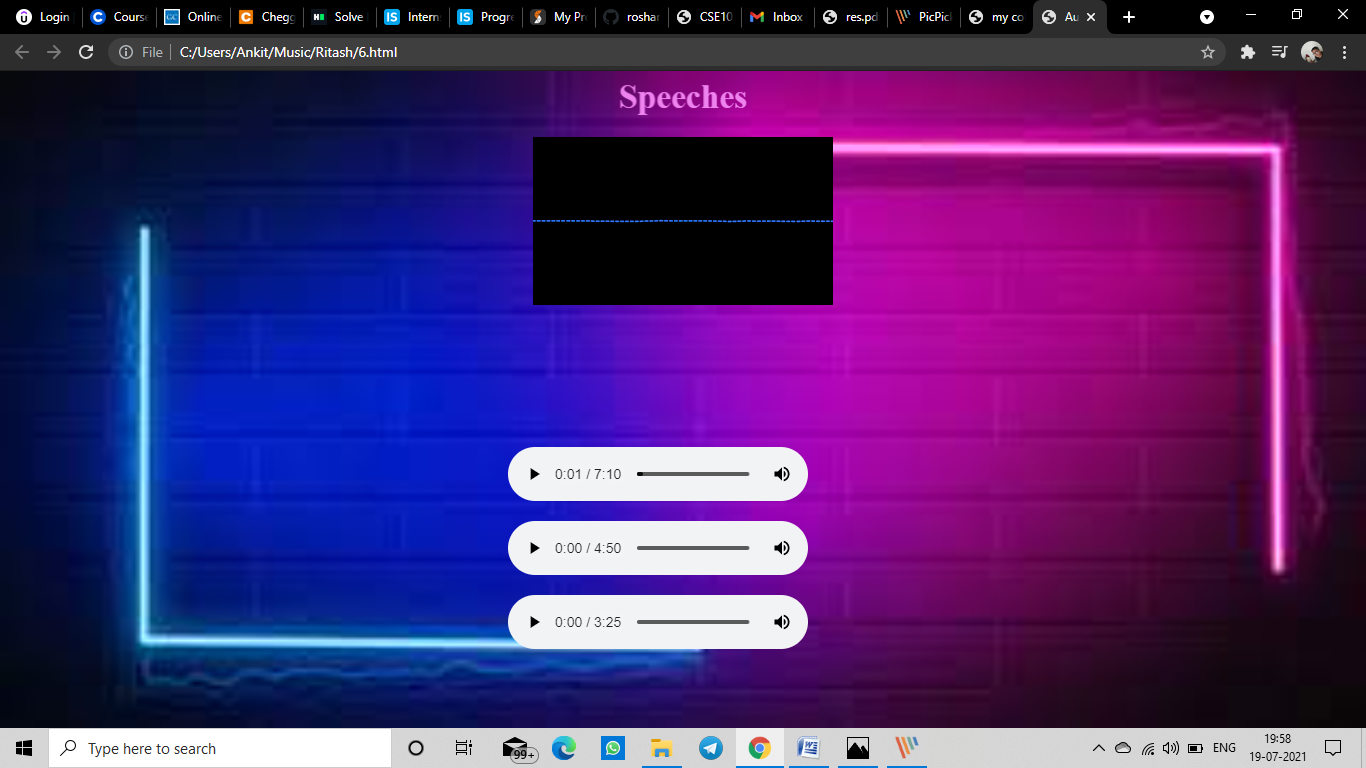 Login
Course
Online
Chegg
Solve
Intern
Progre
My Pr
roshan
CSE10
Inbox
res.pd
PicPick
my co
Au
File
C:/Users/Ankit/Music/Ritash/6.html
Speeches
0:01 / 7:10
0:00 / 4:50
0:00 / 3:25
Type here to search
99+
ENG
19:58
19-07-2021